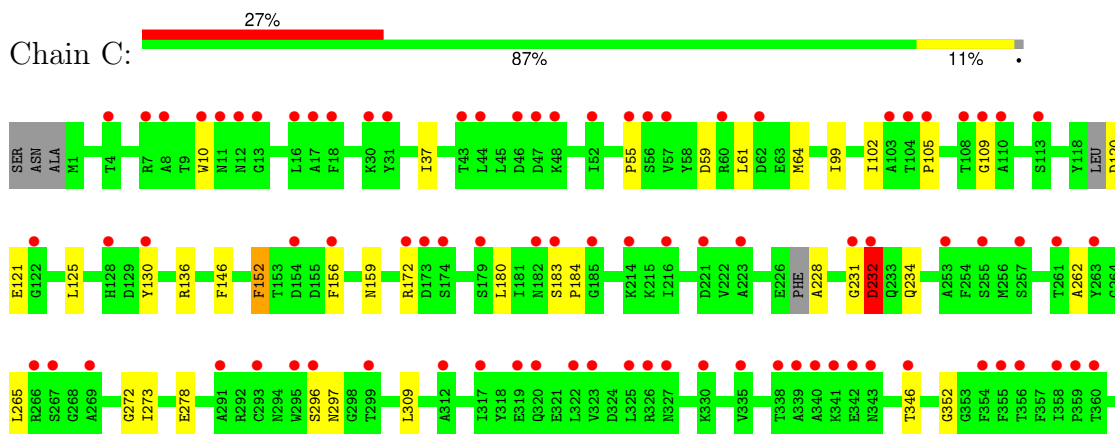 27%
Chain C:
87% 11% •
SER ASN ALA M1 T4 R7 A8 T9 W10 N11 N12 G13 L16 A17 F18 K30 Y31 I37 T43 L44 L45 D46 D47 K48 I52 P55 S56 V57 Y58 D59 R60 L61 D62 E63 M64 I99 I102 A103 T104 P105 T108 G109 A110 S113 Y118 LEU D120
E121 G122 L125 H128 D129 Y130 R136 F146 F152 T153 D154 D155 F156 N159 R172 D173 S174 S179 L180 I181 N182 S183 P184 G185 K214 K215 I216 D221 V222 A223 E226 PHE A228 G231 D232 Q233 Q234 A253 F254 S255 M256 S257 T261 A262 Y263 G264
L265 R266 S267 G268 A269 G272 I273 E278 A291 R292 C293 N294 W295 S296 N297 G298 T299 L309 A312 I317 Y318 E319 Q320 E321 L322 V323 D324 L325 R326 N327 K330 V335 T338 A339 A340 K341 E342 N343 T346 G352 G353 F354 F355 T356 F357 I358 P359 T360